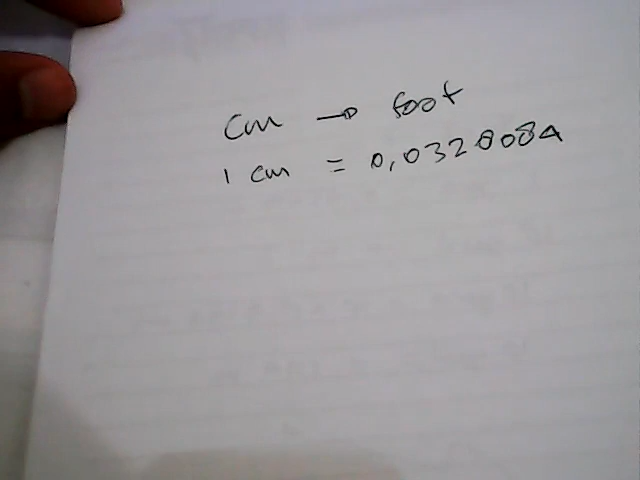 cm → foot
1 cm = 0,0328084